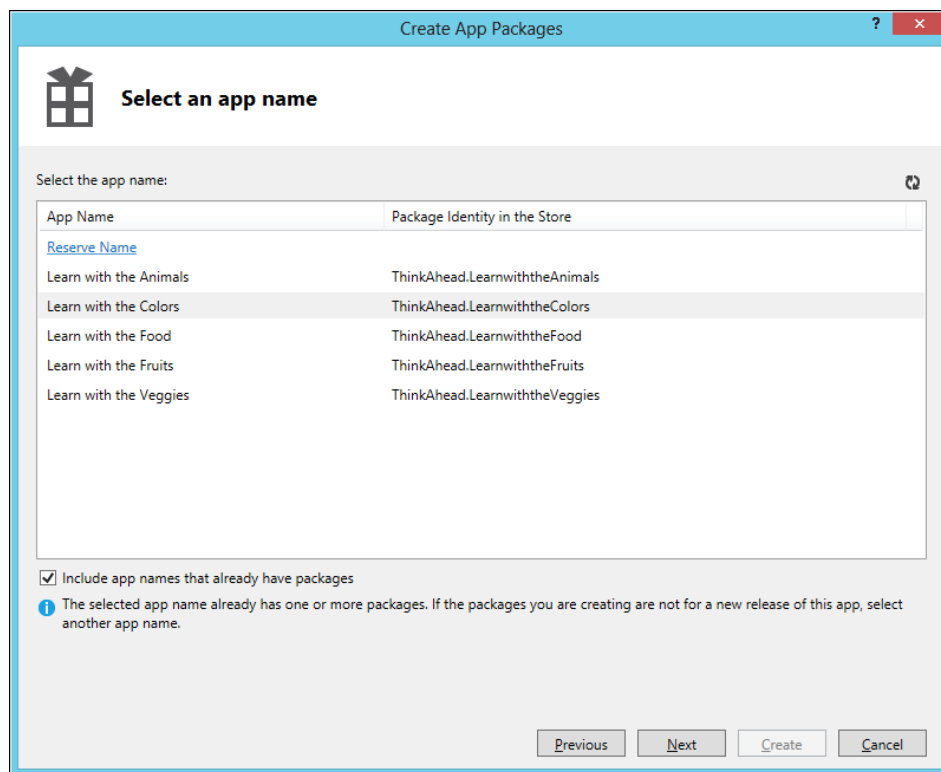 Create App Packages
?
Select an app name
Select the app name:
App Name Package Identity in the Store
Reserve Name
Learn with the Animals ThinkAhead.LearnwiththeAnimals
Learn with the Colors ThinkAhead.LearnwiththeColors
Learn with the Food ThinkAhead.LearnwiththeFood
Learn with the Fruits ThinkAhead.LearnwiththeFruits
Learn with the Veggies ThinkAhead.LearnwiththeVeggies
Include app names that already have packages
The selected app name already has one or more packages. If the packages you are creating are not for a new release of this app, select
another app name.
Previous Next Create Cancel